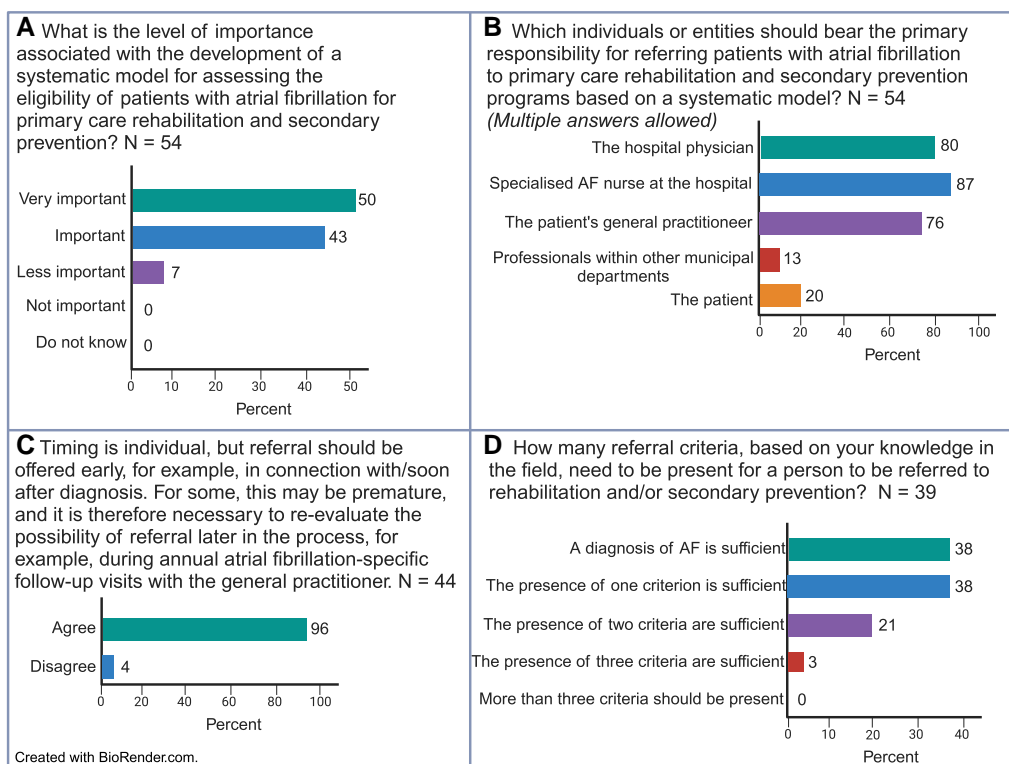 A What is the level of importance
associated with the development of a
systematic model for assessing the
eligibility of patients with atrial fibrillation for
primary care rehabilitation and secondary
prevention? N = 54
Very important 50
Important 43
Less important 7
Not important 0
Do not know 0
0 10 20 30 40 50
Percent
B Which individuals or entities should bear the primary
responsibility for referring patients with atrial fibrillation
to primary care rehabilitation and secondary prevention
programs based on a systematic model? N = 54
(Multiple answers allowed)
The hospital physician 80
Specialised AF nurse at the hospital 87
The patient's general practitioneer 76
Professionals within other municipal 13
departments
The patient 20
0 20 40 60 80 100
Percent
C Timing is individual, but referral should be
offered early, for example, in connection with/soon
after diagnosis. For some, this may be premature,
and it is therefore necessary to re-evaluate the
possibility of referral later in the process, for
example, during annual atrial fibrillation-specific
follow-up visits with the general practitioner. N = 44
Agree 96
Disagree 4
0 20 40 60 80 100
Percent
Created with BioRender.com.
D How many referral criteria, based on your knowledge in
the field, need to be present for a person to be referred to
rehabilitation and/or secondary prevention? N = 39
A diagnosis of AF is sufficient 38
The presence of one criterion is sufficient 38
The presence of two criteria are sufficient 21
The presence of three criteria are sufficient 3
More than three criteria should be present 0
0 10 20 30 40
Percent